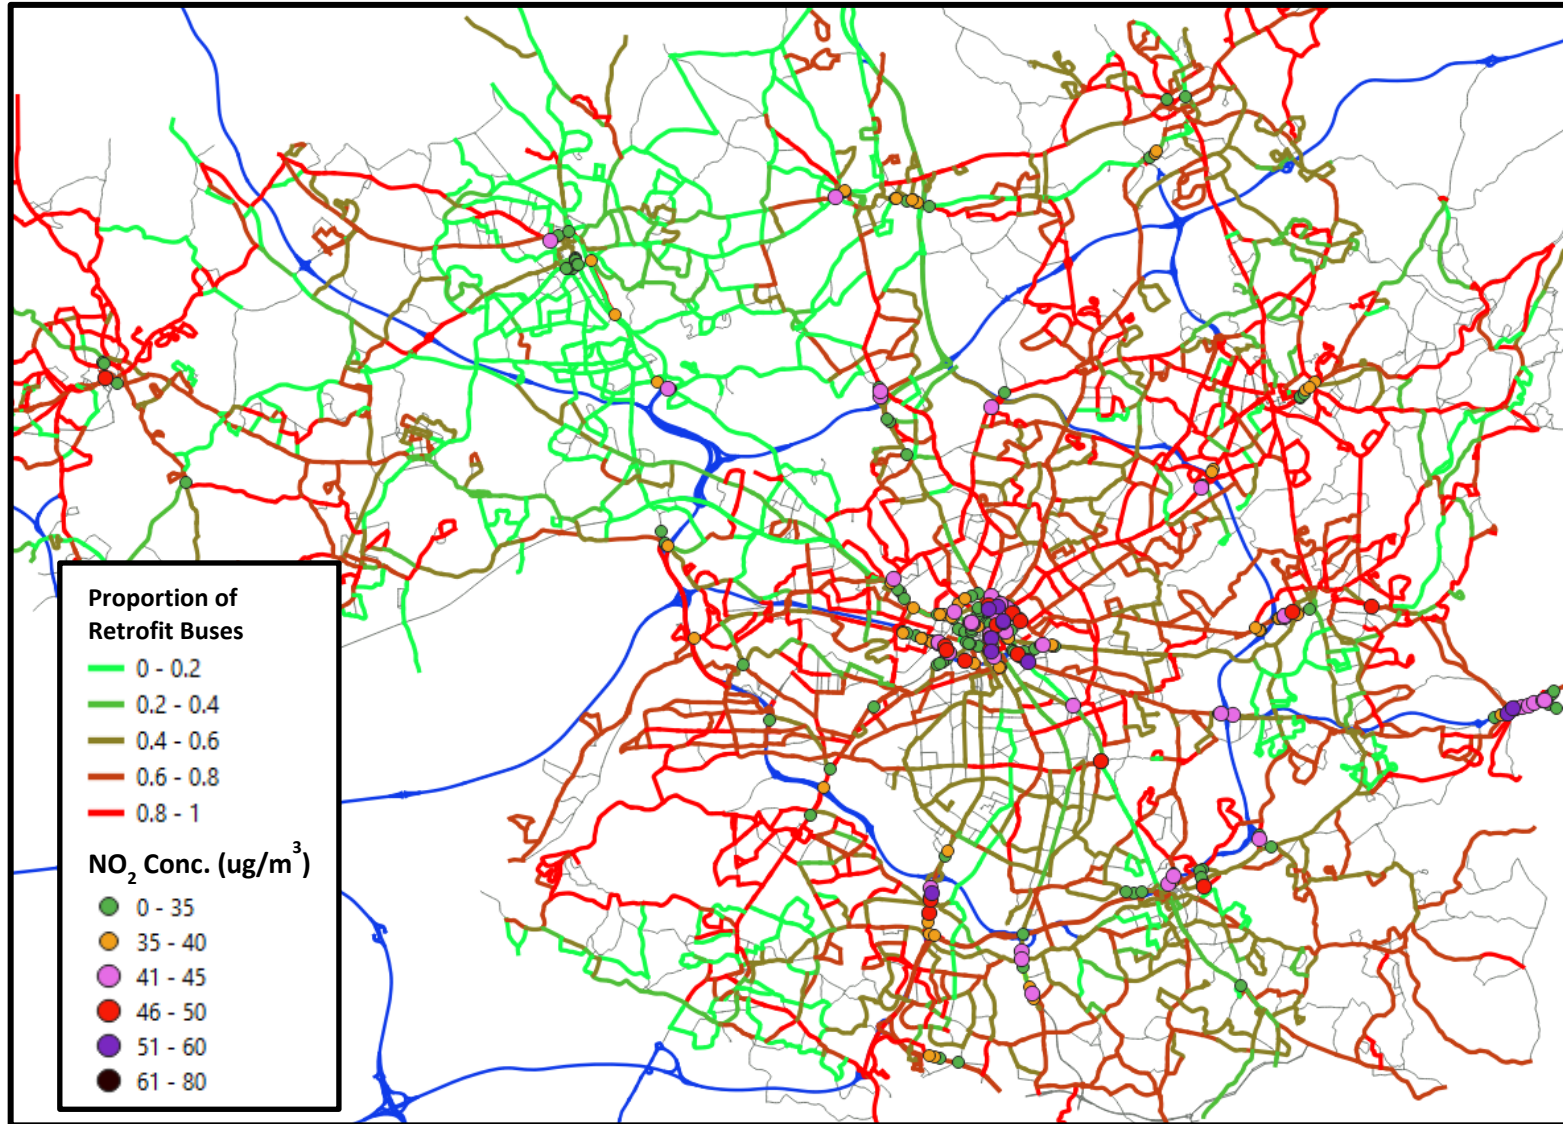 Proportion of
Retrofit Buses
0 - 0.2
0.2 - 0.4
0.4 - 0.6
0.6 - 0.8
0.8 - 1
NO₂ Conc. (ug/m³)
0 - 35
35 - 40
41 - 45
46 - 50
51 - 60
61 - 80